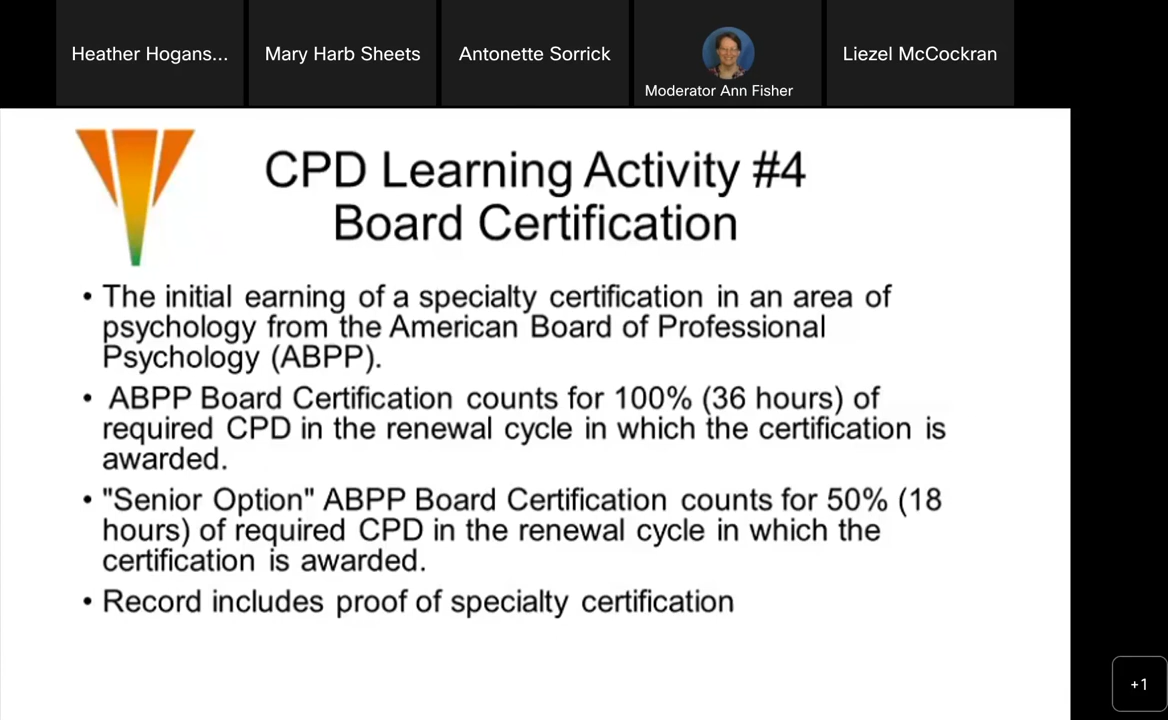 Heather Hogans...
Mary Harb Sheets
Antonette Sorrick
Moderator Ann Fisher
Liezel McCockran
CPD Learning Activity #4
Board Certification
• The initial earning of a specialty certification in an area of
psychology from the American Board of Professional
Psychology (ABPP).
• ABPP Board Certification counts for 100% (36 hours) of
required CPD in the renewal cycle in which the certification is
awarded.
• "Senior Option" ABPP Board Certification counts for 50% (18
hours) of required CPD in the renewal cycle in which the
certification is awarded.
• Record includes proof of specialty certification
+1